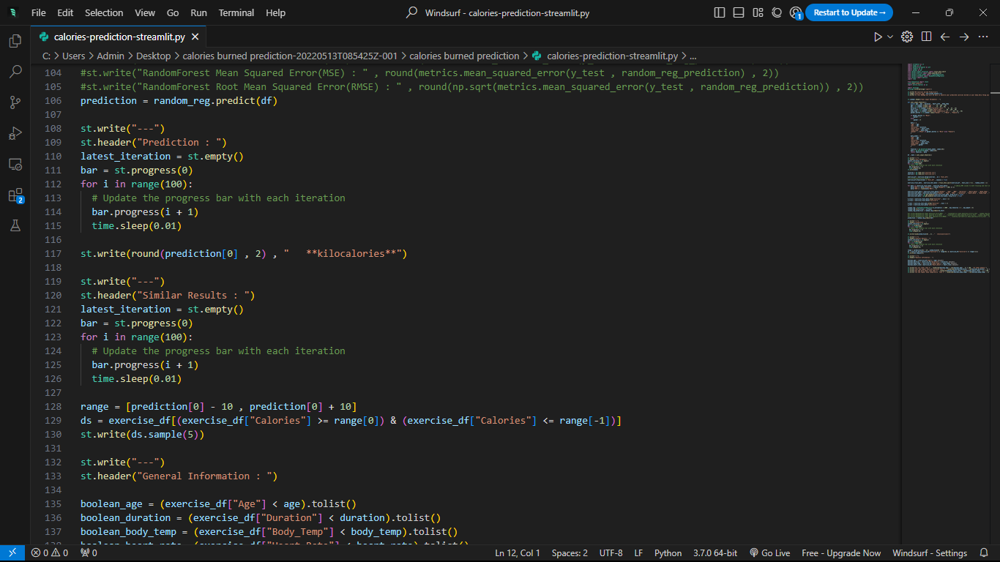 File Edit Selection View Go Run Terminal Help
Windsurf - calories-prediction-streamlit.py
1
Restart to Update →
calories-prediction-streamlit.py
C: > Users > Admin > Desktop > calories burned prediction-20220513T085425Z-001 > calories burned prediction > calories-prediction-streamlit.py > ...
104 #st.write("RandomForest Mean Squared Error(MSE) : " , round(metrics.mean_squared_error(y_test , random_reg_prediction) , 2))
105 #st.write("RandomForest Root Mean Squared Error(RMSE) : " , round(np.sqrt(metrics.mean_squared_error(y_test , random_reg_prediction)) , 2))
106 prediction = random_reg.predict(df)
107
108 st.write("---")
109 st.header("Prediction : ")
110 latest_iteration = st.empty()
111 bar = st.progress(0)
112 for i in range(100):
113   # Update the progress bar with each iteration
114   bar.progress(i + 1)
115   time.sleep(0.01)
116
117 st.write(round(prediction[0] , 2) , "   **kilocalories**")
118
119 st.write("---")
120 st.header("Similar Results : ")
121 latest_iteration = st.empty()
122 bar = st.progress(0)
123 for i in range(100):
124   # Update the progress bar with each iteration
125   bar.progress(i + 1)
126   time.sleep(0.01)
127
128 range = [prediction[0] - 10 , prediction[0] + 10]
129 ds = exercise_df[(exercise_df["Calories"] >= range[0]) & (exercise_df["Calories"] <= range[-1])]
130 st.write(ds.sample(5))
131
132 st.write("---")
133 st.header("General Information : ")
134
135 boolean_age = (exercise_df["Age"] < age).tolist()
136 boolean_duration = (exercise_df["Duration"] < duration).tolist()
137 boolean_body_temp = (exercise_df["Body_Temp"] < body_temp).tolist()
138 boolean_heart_rate = (exercise_df["Heart_Rate"] < heart_rate).tolist()
2
0 0 0 Ln 12, Col 1 Spaces: 2 UTF-8 LF Python 3.7.0 64-bit Go Live Free - Upgrade Now Windsurf - Settings